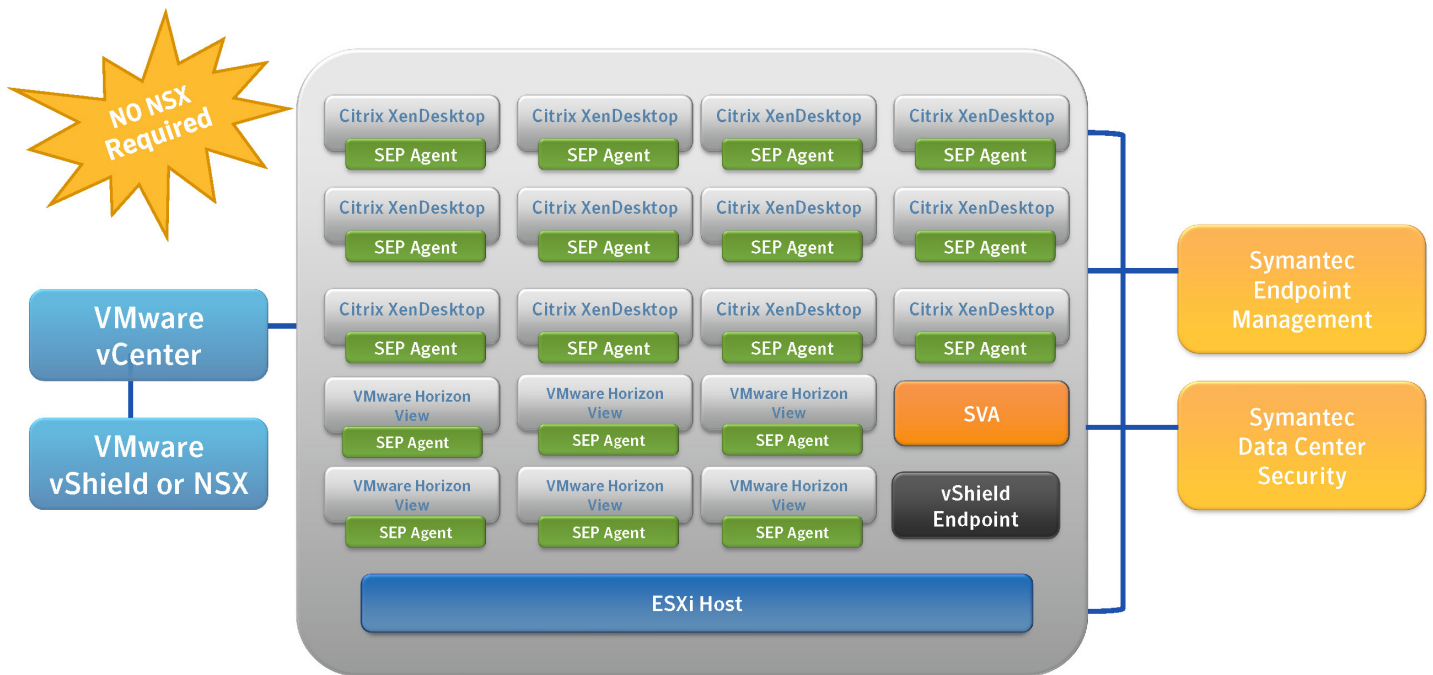 NO NSX
Required
Citrix XenDesktop
SEP Agent
Citrix XenDesktop
SEP Agent
Citrix XenDesktop
SEP Agent
Citrix XenDesktop
SEP Agent
Citrix XenDesktop
SEP Agent
Citrix XenDesktop
SEP Agent
Citrix XenDesktop
SEP Agent
Citrix XenDesktop
SEP Agent
Citrix XenDesktop
SEP Agent
Citrix XenDesktop
SEP Agent
Citrix XenDesktop
SEP Agent
Citrix XenDesktop
SEP Agent
VMware Horizon
View
SEP Agent
VMware Horizon
View
SEP Agent
VMware Horizon
View
SEP Agent
SVA
VMware Horizon
View
SEP Agent
VMware Horizon
View
SEP Agent
VMware Horizon
View
SEP Agent
vShield
Endpoint
ESXi Host
VMware
vCenter
VMware
vShield or NSX
Symantec
Endpoint
Management
Symantec
Data Center
Security